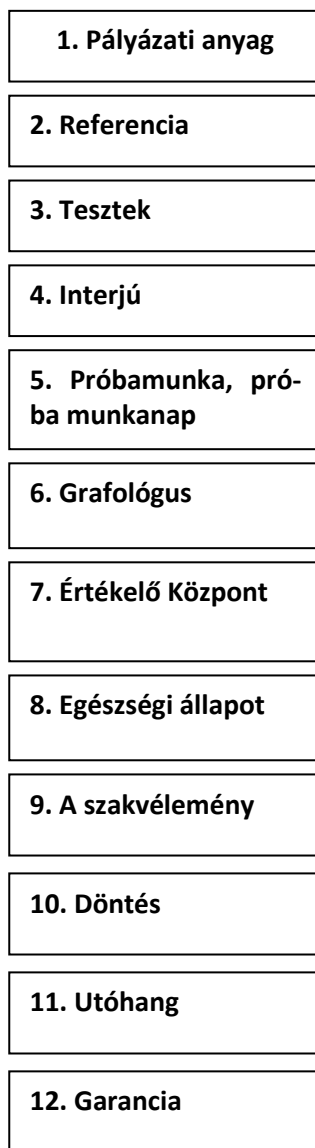 1. Pályázati anyag
2. Referencia
3. Tesztek
4. Interjú
5. Próbamunka, pró-
ba munkanap
6. Grafológus
7. Értékelő Központ
8. Egészségi állapot
9. A szakvélemény
10. Döntés
11. Utóhang
12. Garancia